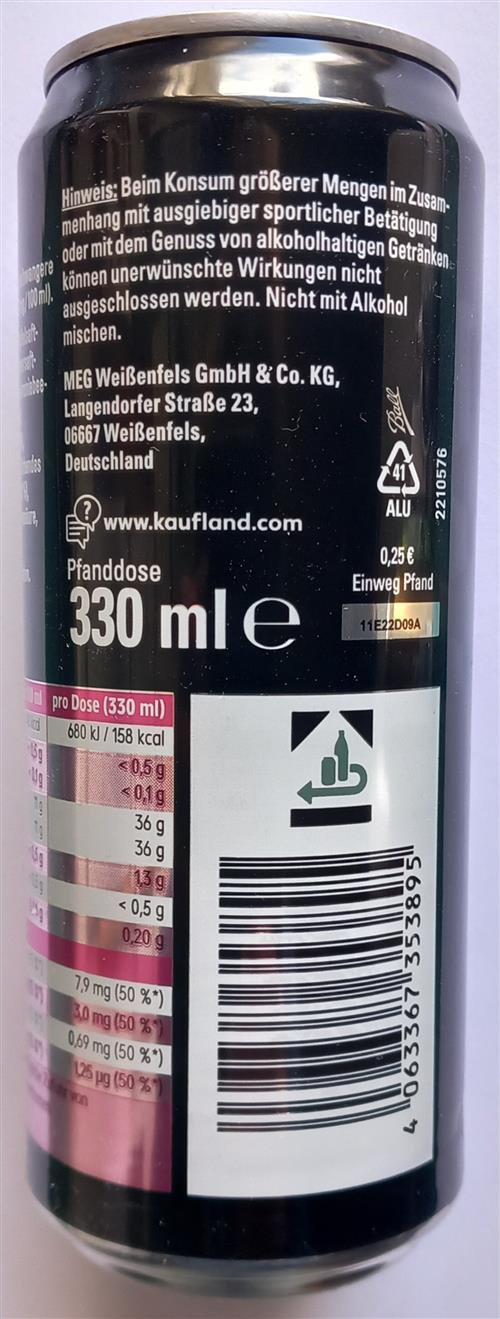 Hinweis: Beim Konsum größerer Mengen im Zusam-
menhang mit ausgiebiger sportlicher Betätigung
oder mit dem Genuss von alkoholhaltigen Getränken
können unerwünschte Wirkungen nicht
ausgeschlossen werden. Nicht mit Alkohol
mischen.
MEG Weißenfels GmbH & Co. KG,
Langendorfer Straße 23,
06667 Weißenfels,
Deutschland
?
www.kaufland.com
Ball
41
ALU
2210576
Pfanddose
330 ml e
0,25 €
Einweg Pfand
11E22D09A
pro Dose (330 ml)
680 kJ / 158 kcal
< 0,5 g
< 0,1 g
36 g
36 g
1,3 g
< 0,5 g
0,20 g
7,9 mg (50 %*)
3,0 mg (50 %*)
0,69 mg (50 %*)
1,25 µg (50 %*)
4 063367 353895